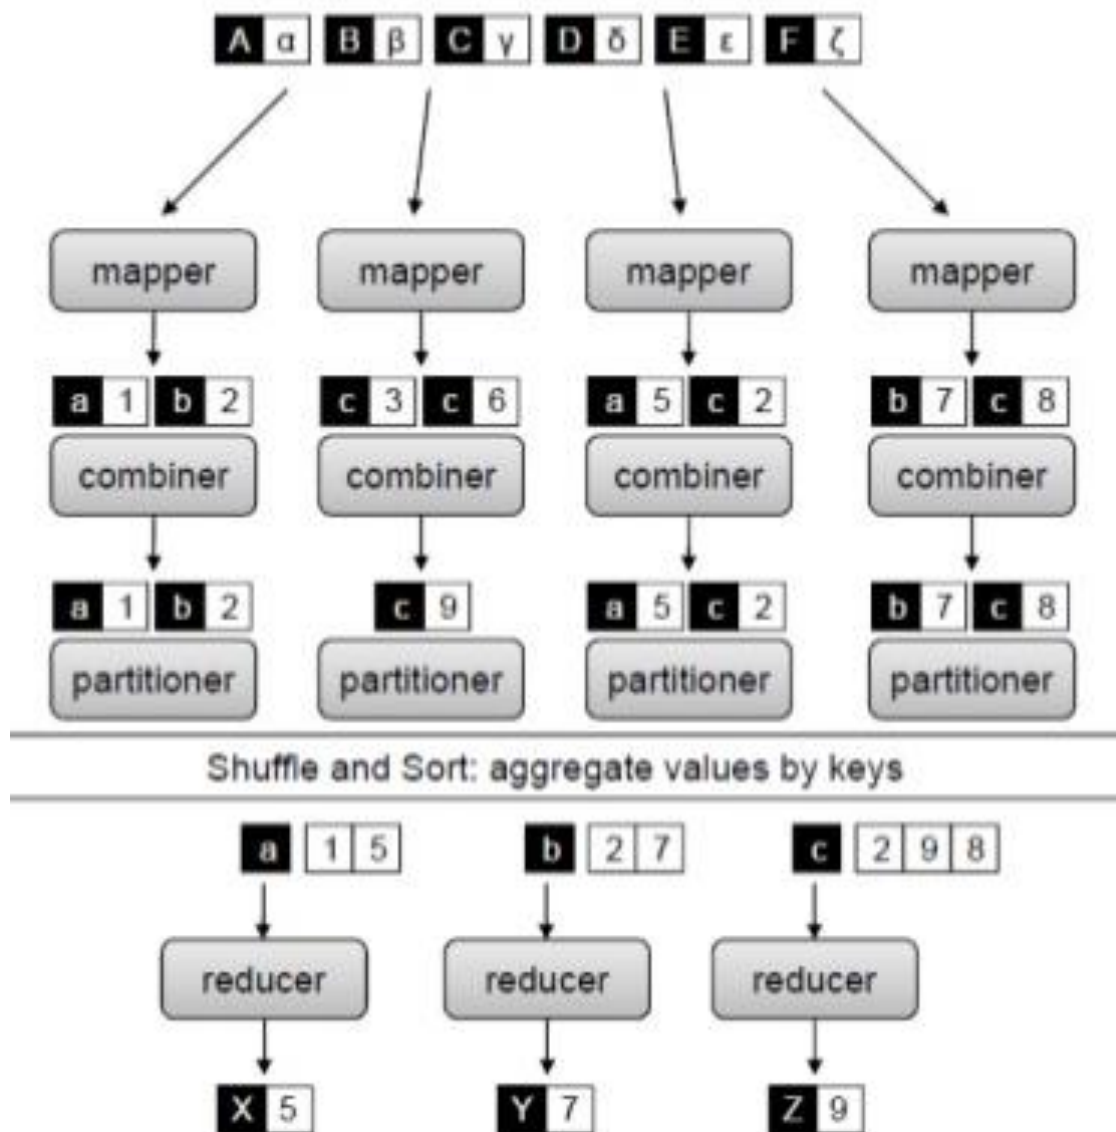 A α B β C γ D δ E ε F ζ
mapper mapper mapper mapper
a 1 b 2 c 3 c 6 a 5 c 2 b 7 c 8
combiner combiner combiner combiner
a 1 b 2 c 9 a 5 c 2 b 7 c 8
partitioner partitioner partitioner partitioner
Shuffle and Sort: aggregate values by keys
a 1 5 b 2 7 c 2 9 8
reducer reducer reducer
X 5 Y 7 Z 9